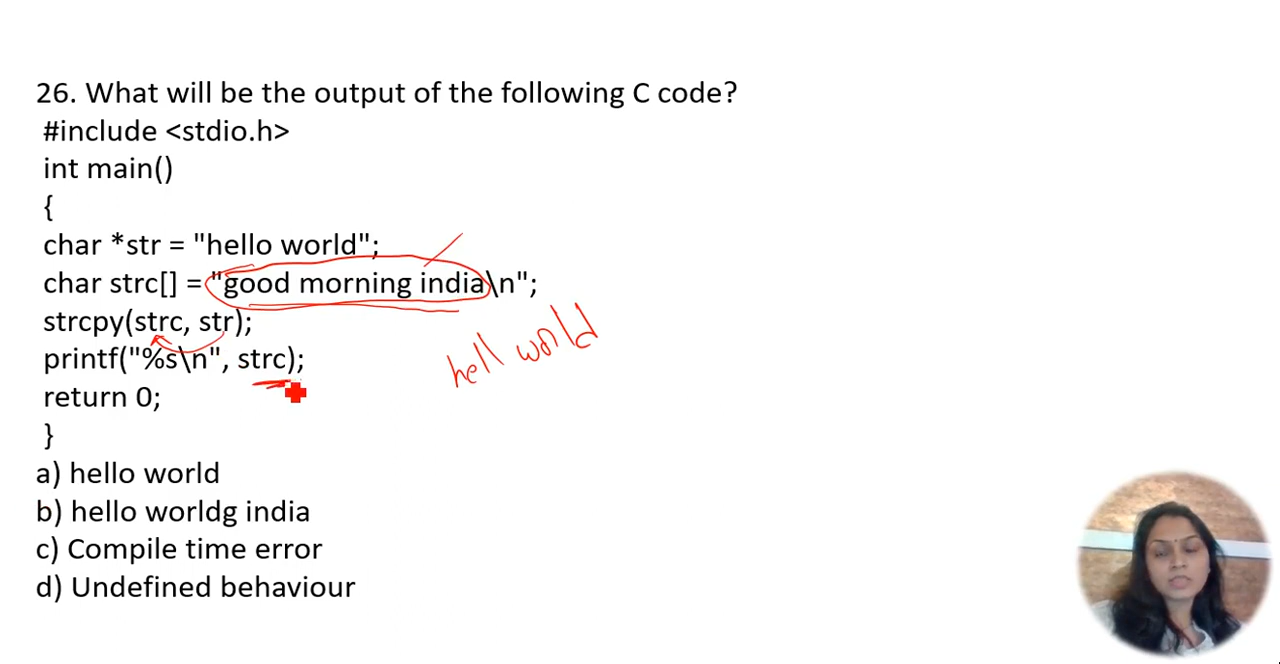 26. What will be the output of the following C code?
#include <stdio.h>
int main()
{
char *str = "hello world";
char strc[] = "good morning india\n";
strcpy(strc, str);
printf("%s\n", strc);
hell world
return 0;
}
a) hello world
b) hello worldg india
c) Compile time error
d) Undefined behaviour